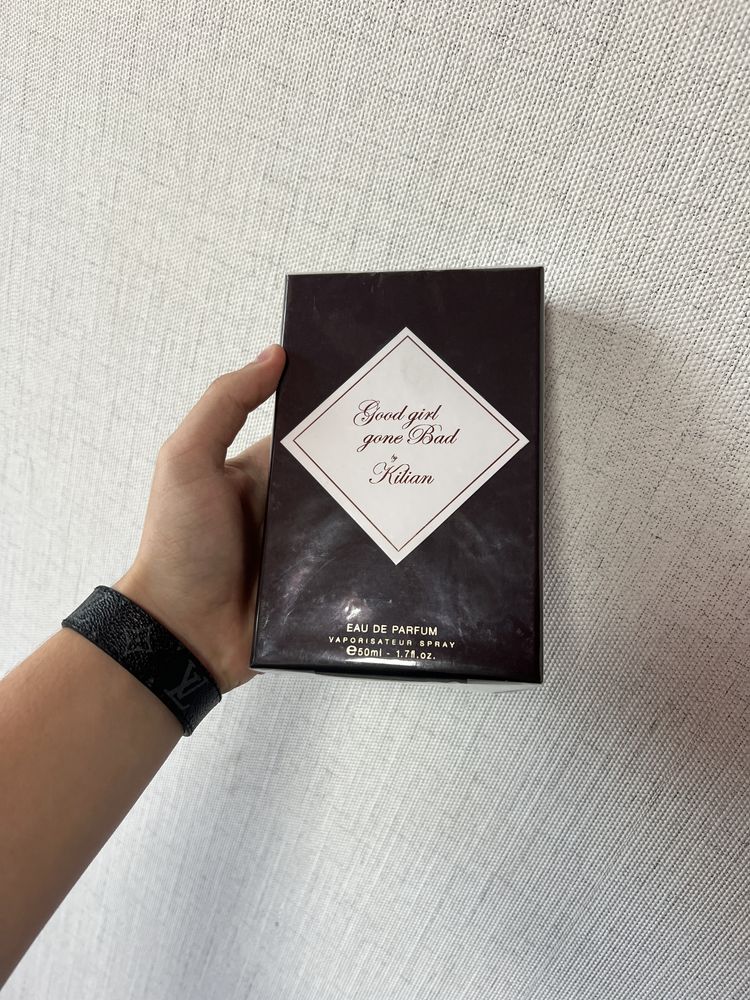 Good girl
gone Bad
by
Kilian
EAU DE PARFUM
VAPORISATEUR SPRAY
℮50ml - 1.7fl.oz.
LV